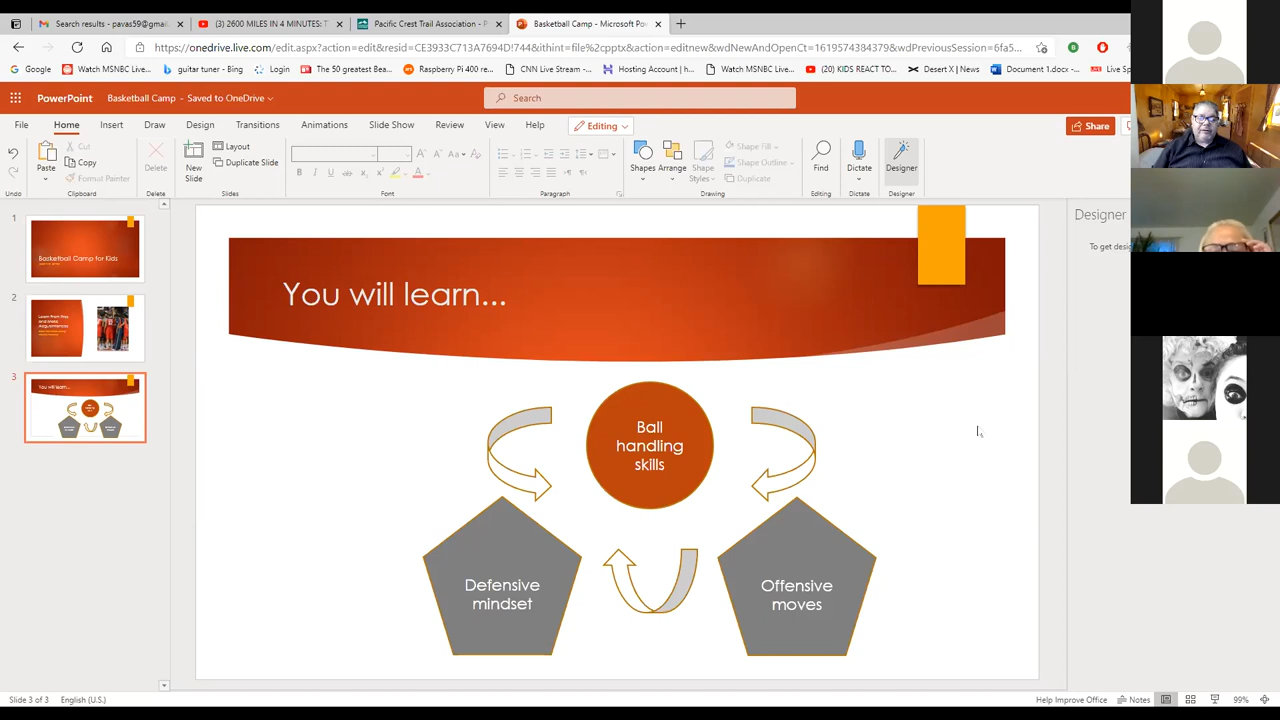 Search results - pavas59@gmai
(3) 2600 MILES IN 4 MINUTES: T
Pacific Crest Trail Association - P
Basketball Camp - Microsoft Pow
https://onedrive.live.com/edit.aspx?action=edit&resid=CE3933C713A7694D!744&ithint=file%2cpptx&action=editnew&wdNewAndOpenCt=1619574384379&wdPreviousSession=6fa5...
Google
Watch MSNBC Live -...
guitar tuner - Bing
Login
The 50 greatest Bea...
Raspberry Pi 400 re...
CNN Live Stream -...
Hosting Account | h...
Watch MSNBC Live...
(20) KIDS REACT TO...
Desert X | News
Document 1.docx -...
Live Sp
PowerPoint
Basketball Camp - Saved to OneDrive
Search
File
Home
Insert
Draw
Design
Transitions
Animations
Slide Show
Review
View
Help
Editing
Share
Undo
Paste
Cut
Copy
Format Painter
Clipboard
Delete
Delete
New
Slide
Layout
Duplicate Slide
Slides
Font
Paragraph
Shapes
Arrange
Shape
Styles
Shape Fill
Shape Outline
Duplicate
Drawing
Find
Editing
Dictate
Dictate
Designer
Designer
1
Basketball Camp for Kids
2
Learn From Pros
3
You will learn...
You will learn...
Ball
handling
skills
Defensive
mindset
Offensive
moves
Designer
To get desi
Slide 3 of 3
English (U.S.)
Help Improve Office
Notes
99%